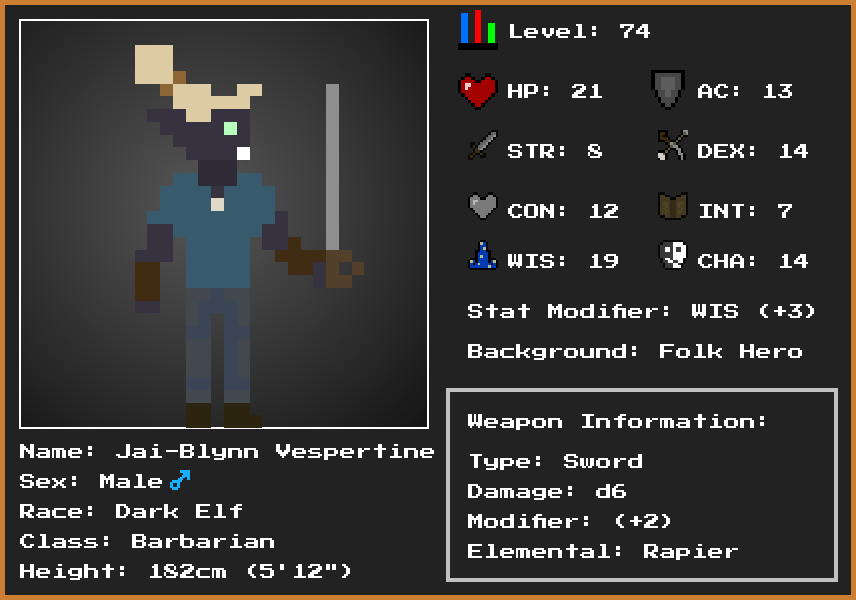 Level: 74
HP: 21
AC: 13
STR: 8
DEX: 14
CON: 12
INT: 7
WIS: 19
CHA: 14
Stat Modifier: WIS (+3)
Background: Folk Hero
Name: Jai-Blynn Vespertine
Sex: Male♂
Race: Dark Elf
Class: Barbarian
Height: 182cm (5'12")
Weapon Information:
Type: Sword
Damage: d6
Modifier: (+2)
Elemental: Rapier